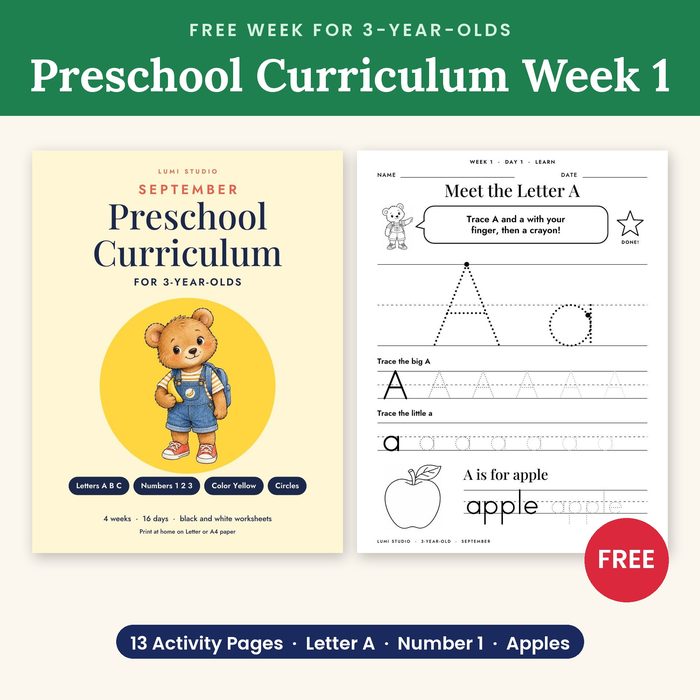 FREE WEEK FOR 3-YEAR-OLDS
Preschool Curriculum Week 1
LUMI STUDIO
SEPTEMBER
Preschool
Curriculum
FOR 3-YEAR-OLDS
Letters A B C
Numbers 1 2 3
Color Yellow
Circles
4 weeks · 16 days · black and white worksheets
Print at home on Letter or A4 paper
WEEK 1 · DAY 1 · LEARN
NAME
DATE
Meet the Letter A
Trace A and a with your
finger, then a crayon!
DONE!
A a
Trace the big A
A A A A A A
Trace the little a
a a a a a a a
A is for apple
apple apple
LUMI STUDIO · 3-YEAR-OLD · SEPTEMBER
FREE
13 Activity Pages · Letter A · Number 1 · Apples